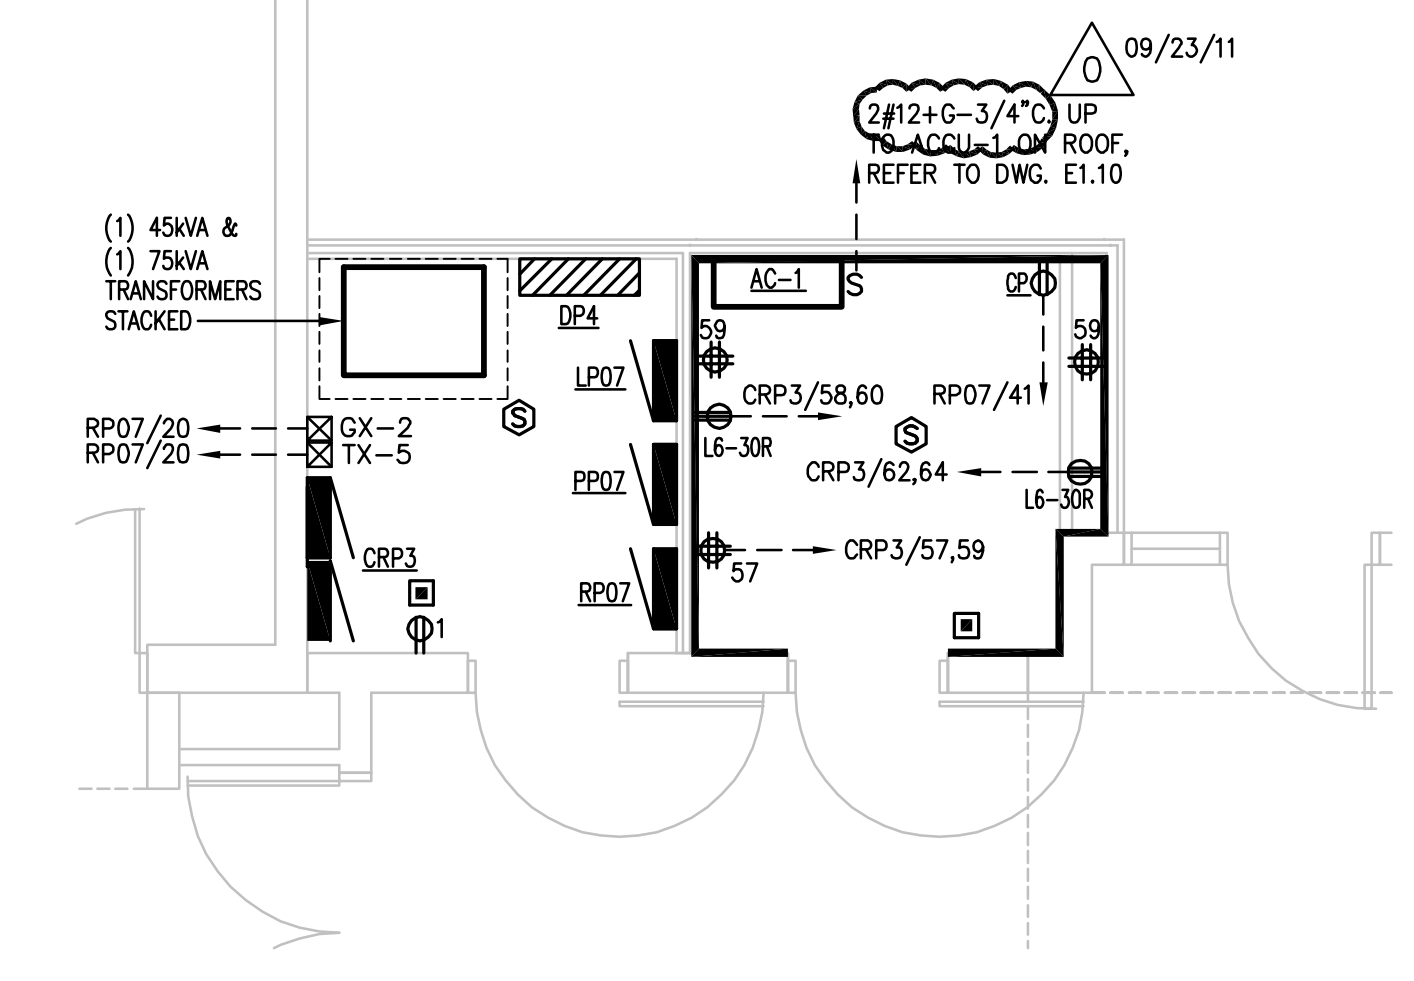 09/23/11
0
2#12+G-3/4"C. UP
TO ACCU-1 ON ROOF,
REFER TO DWG. E1.10
(1) 45kVA &
(1) 75kVA
TRANSFORMERS
STACKED
DP4
AC-1
S
CP
59
59
LP07
CRP3/58,60
RP07/41
RP07/20
GX-2
S
S
L6-30R
RP07/20
TX-5
PP07
CRP3/62,64
L6-30R
CRP3
CRP3/57,59
57
RP07
1